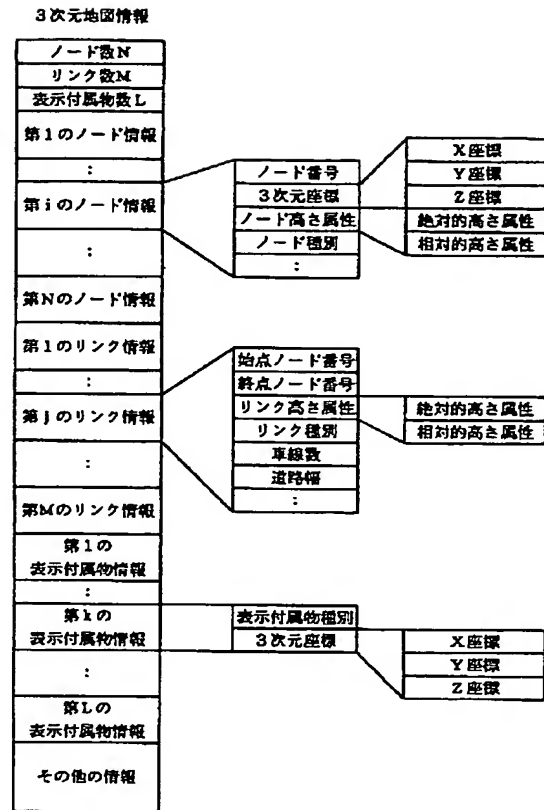 3次元地図情報
ノード数N
リンク数M
表示付属物数L
第1のノード情報
:
第iのノード情報
:
第Nのノード情報
第1のリンク情報
:
第jのリンク情報
:
第Mのリンク情報
第1の
表示付属物情報
:
第kの
表示付属物情報
:
第Lの
表示付属物情報
その他の情報
ノード番号
3次元座標
ノード高さ属性
ノード種別
:
X座標
Y座標
Z座標
絶対的高さ属性
相対的高さ属性
始点ノード番号
終点ノード番号
リンク高さ属性
リンク種別
車線数
道路幅
:
絶対的高さ属性
相対的高さ属性
表示付属物種別
3次元座標
X座標
Y座標
Z座標